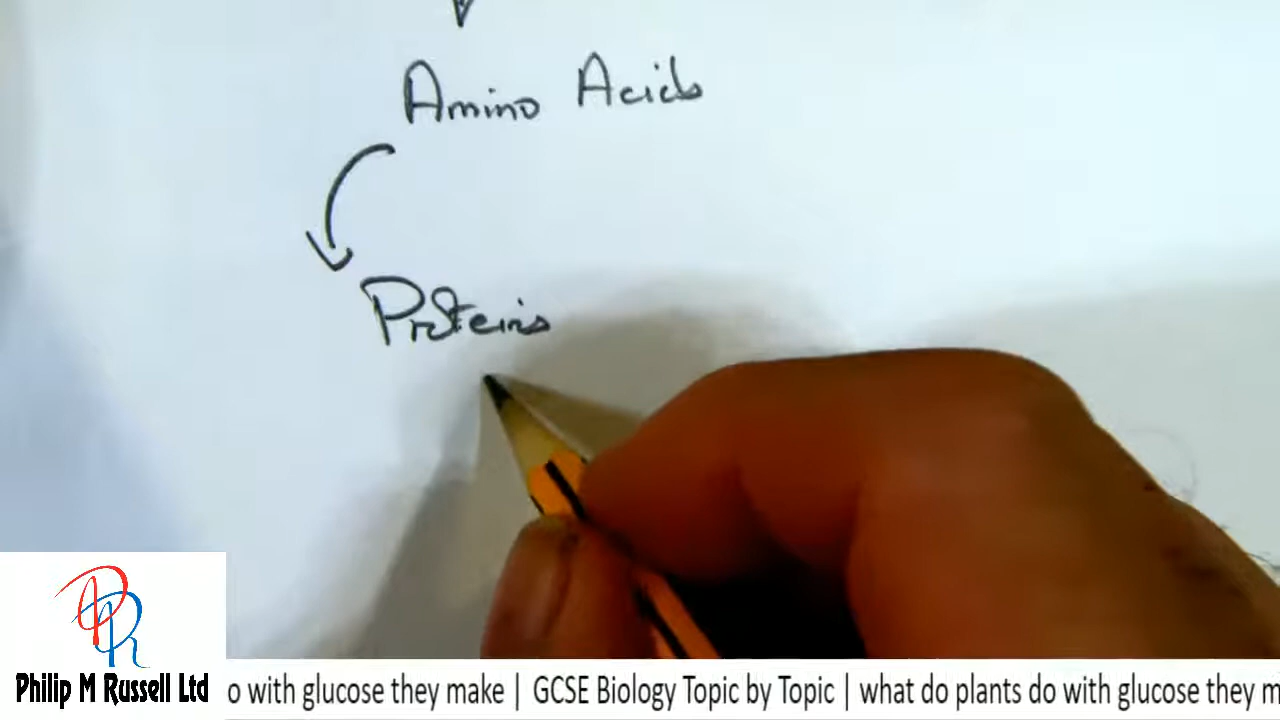 Amino Acids
Proteins
Philip M Russell Ltd
o with glucose they make | GCSE Biology Topic by Topic | what do plants do with glucose they m